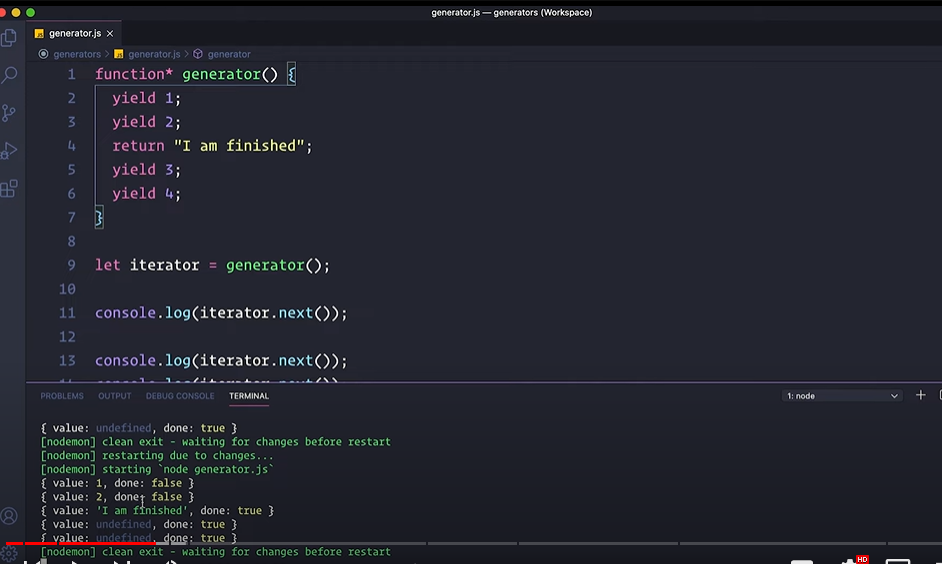 generator.js — generators (Workspace)
generator.js
generators > generator.js > generator
1 function* generator() {
2 yield 1;
3 yield 2;
4 return "I am finished";
5 yield 3;
6 yield 4;
7 }
8
9 let iterator = generator();
10
11 console.log(iterator.next());
12
13 console.log(iterator.next());
PROBLEMS OUTPUT DEBUG CONSOLE TERMINAL 1: node
{ value: undefined, done: true }
[nodemon] clean exit - waiting for changes before restart
[nodemon] restarting due to changes...
[nodemon] starting `node generator.js`
{ value: 1, done: false }
{ value: 2, done: false }
{ value: 'I am finished', done: true }
{ value: undefined, done: true }
{ value: undefined, done: true }
[nodemon] clean exit - waiting for changes before restart
HD